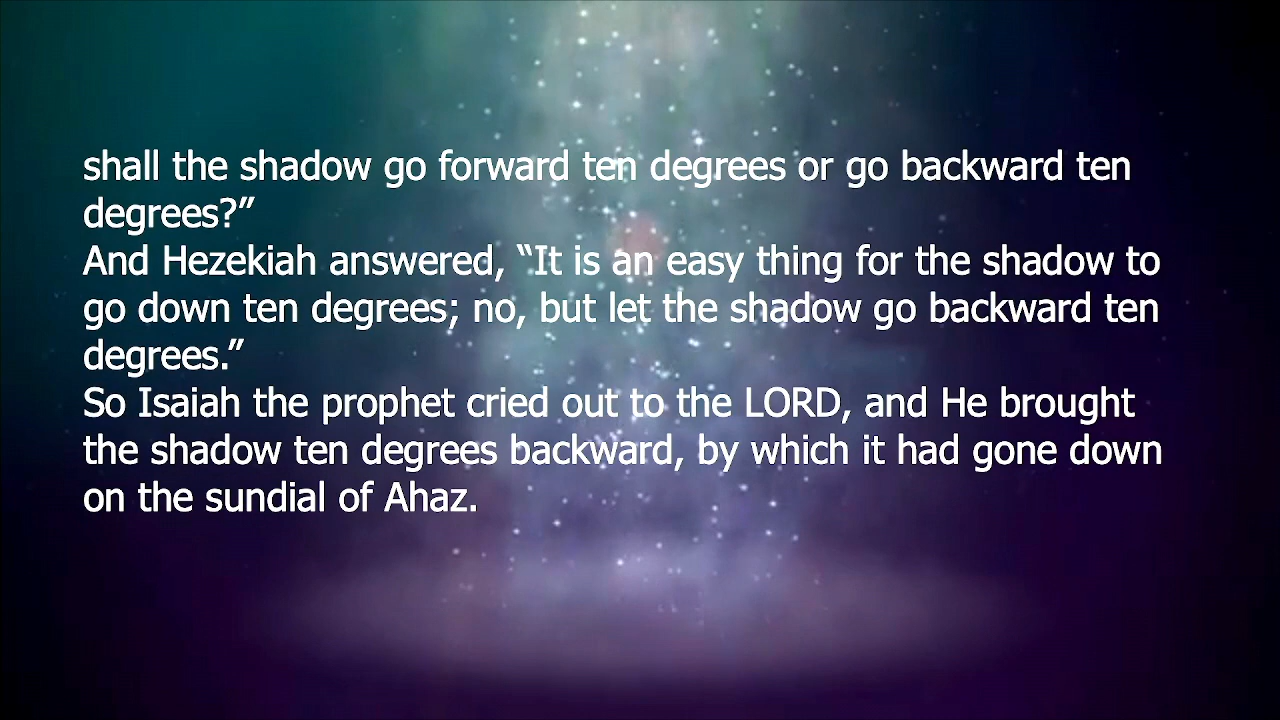 shall the shadow go forward ten degrees or go backward ten
degrees?”
And Hezekiah answered, “It is an easy thing for the shadow to
go down ten degrees; no, but let the shadow go backward ten
degrees.”
So Isaiah the prophet cried out to the LORD, and He brought
the shadow ten degrees backward, by which it had gone down
on the sundial of Ahaz.